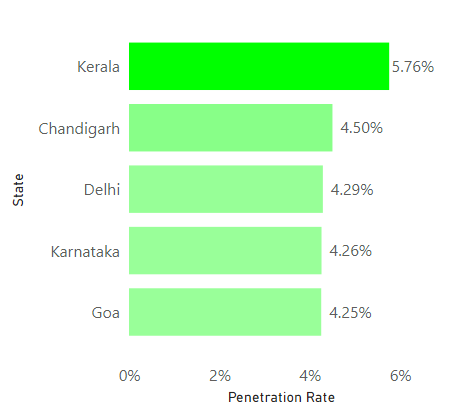 Kerala 5.76%
Chandigarh 4.50%
Delhi 4.29%
Karnataka 4.26%
Goa 4.25%
State
0% 2% 4% 6%
Penetration Rate